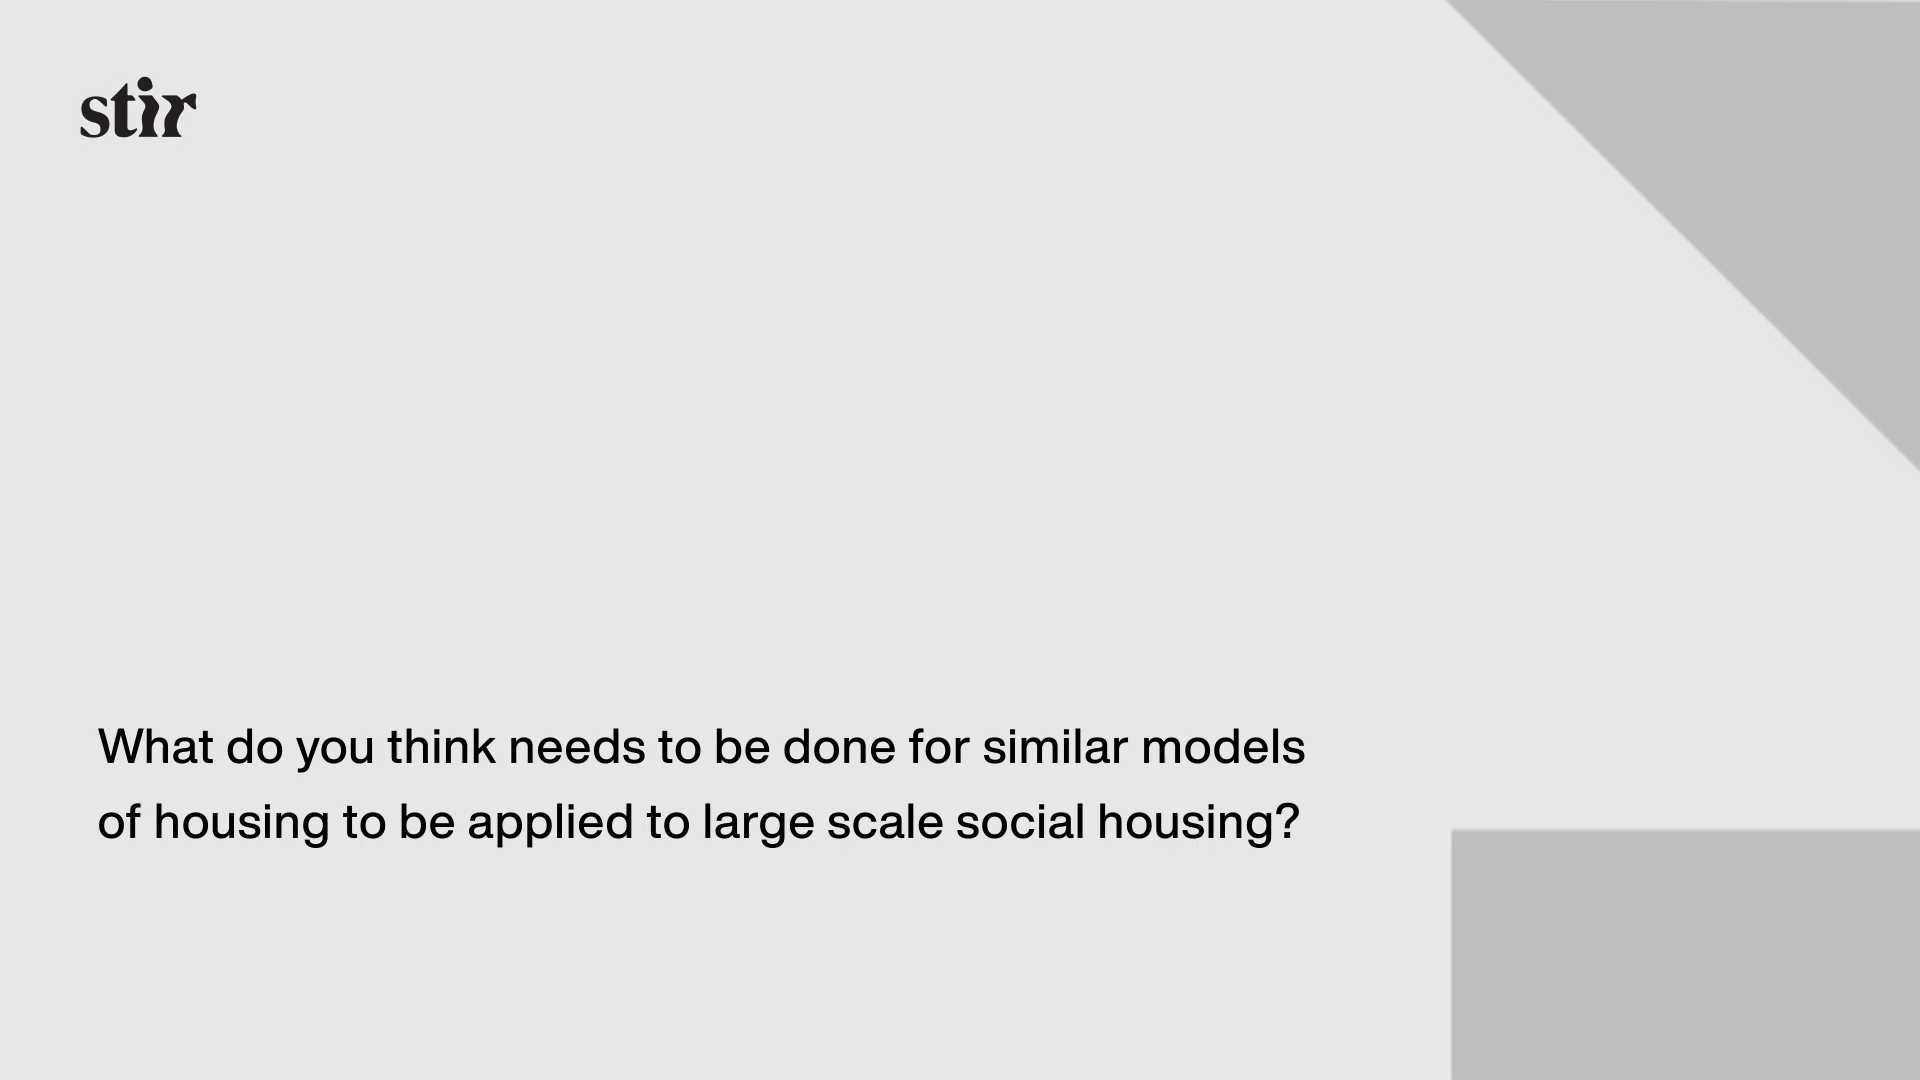 stir
What do you think needs to be done for similar models
of housing to be applied to large scale social housing?